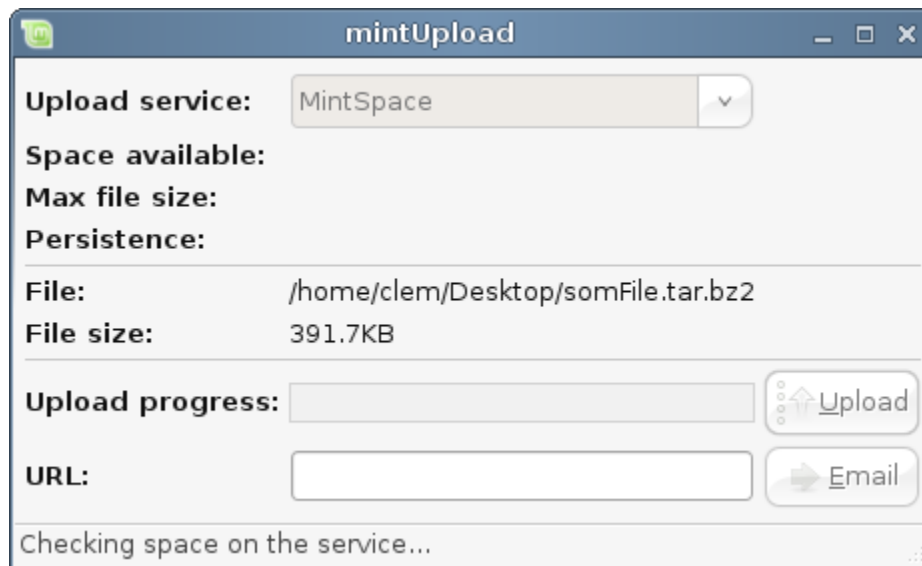 mintUpload
Upload service: MintSpace
Space available:
Max file size:
Persistence:
File: /home/clem/Desktop/somFile.tar.bz2
File size: 391.7KB
Upload progress: Upload
URL: Email
Checking space on the service...